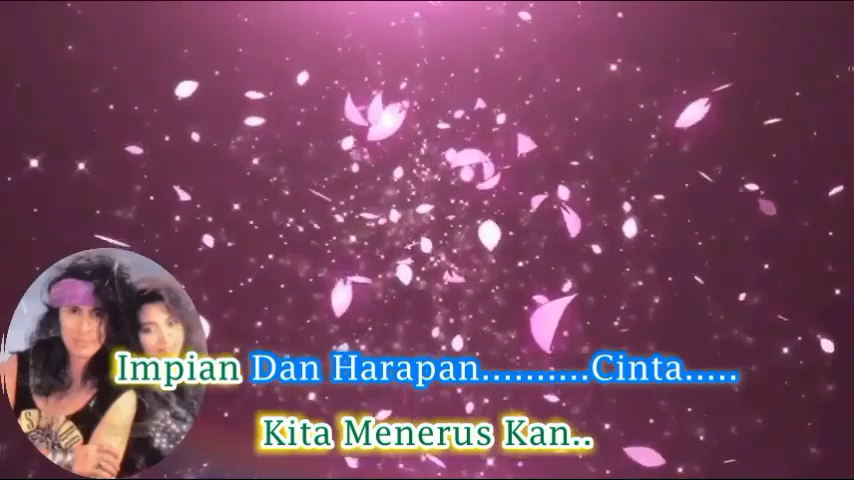 Impian Dan Harapan..........Cinta.....
Kita Menerus Kan..